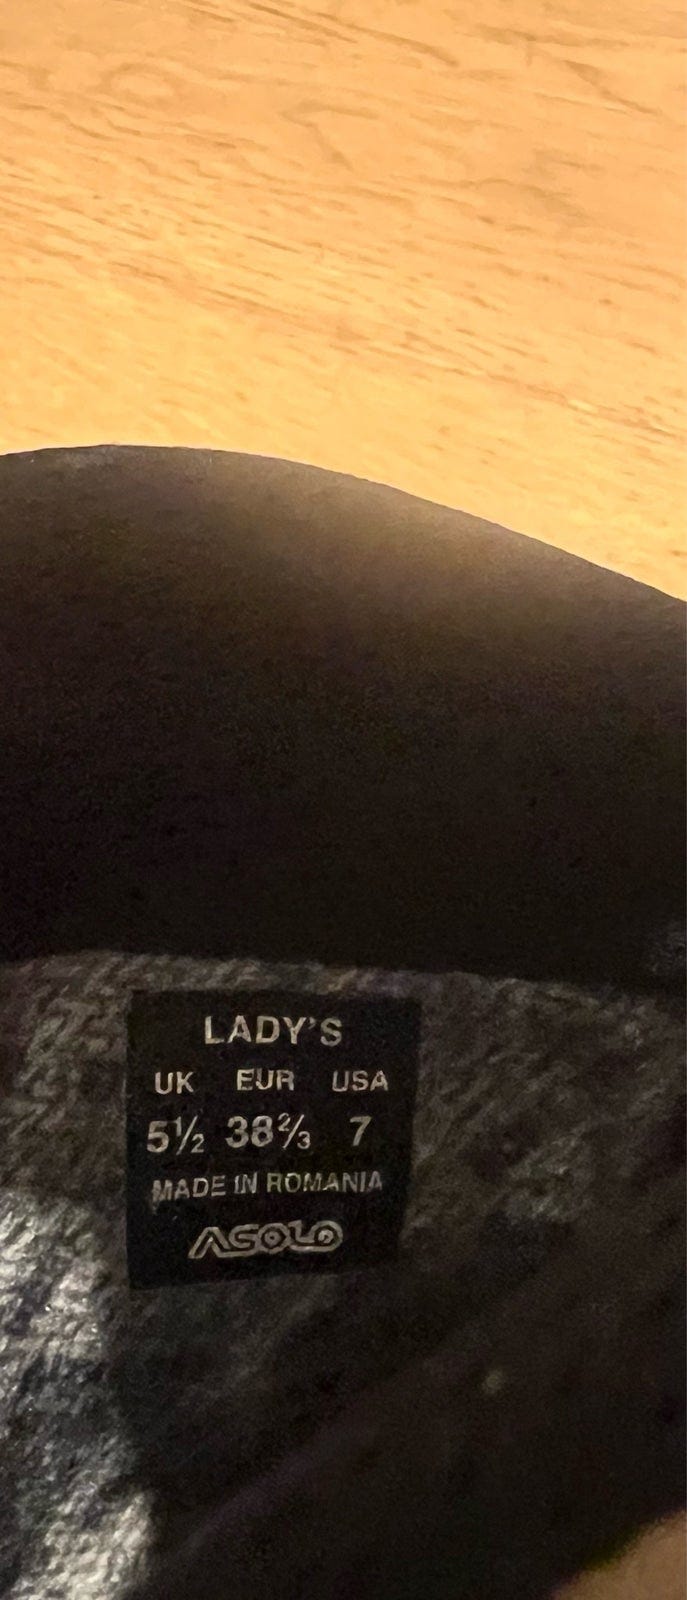 LADY'S
UK EUR USA
5½ 38⅔ 7
MADE IN ROMANIA
ASOLO